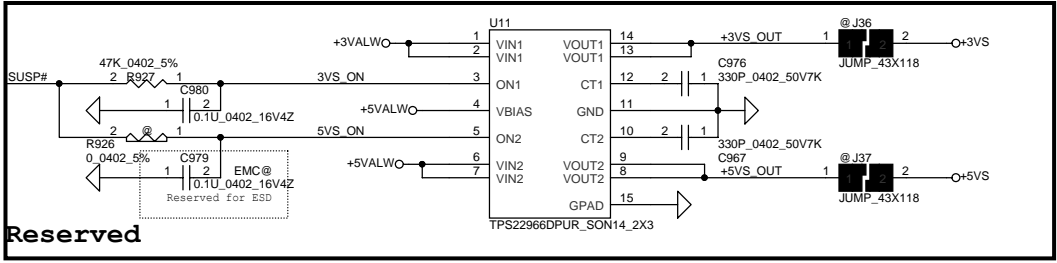 U11
@J36
+3VALW 1 VIN1 VOUT1 14 +3VS_OUT 1 1 2 2 +3VS
2 VIN1 VOUT1 13
JUMP_43X118
47K_0402_5%
C976
SUSP# 2 R927 1 3VS_ON 3 ON1 CT1 12 2 1 330P_0402_50V7K
C980
1 2
0.1U_0402_16V4Z
+5VALW 4 VBIAS GND 11
2 @ 1 5VS_ON 5 ON2 CT2 10 2 1
R926
0_0402_5%
330P_0402_50V7K
C979 EMC@
1 2
0.1U_0402_16V4Z
Reserved for ESD
+5VALW 6 VIN2 VOUT2 9 C967
7 VIN2 VOUT2 8 +5VS_OUT
@J37
1 1 2 2 +5VS
JUMP_43X118
GPAD 15
TPS22966DPUR_SON14_2X3
Reserved